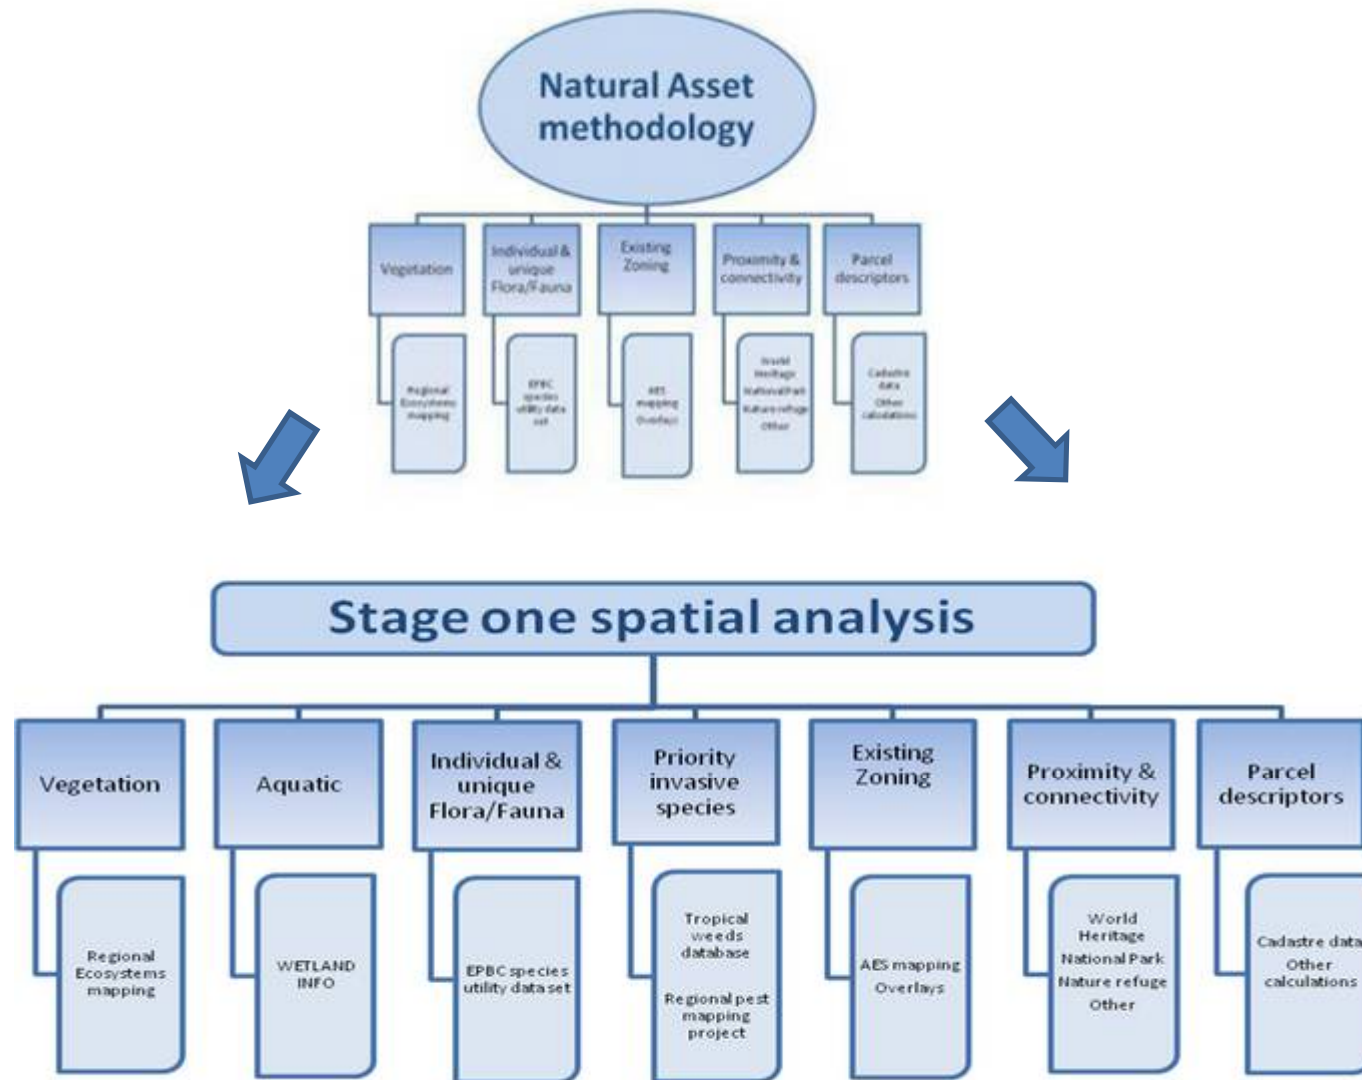 Natural Asset
methodology
Vegetation
Individual &
unique
Flora/Fauna
Existing
Zoning
Proximity &
connectivity
Parcel
descriptors
Regional
Ecosystems
mapping
EPBC
species
utility data
set
AES
mapping
Overlays
World
Heritage
National Park
Nature refuge
Other
Cadastre
data
Other
calculations
Stage one spatial analysis
Vegetation
Aquatic
Individual &
unique
Flora/Fauna
Priority
invasive
species
Existing
Zoning
Proximity &
connectivity
Parcel
descriptors
Regional
Ecosystems
mapping
WETLAND
INFO
EPBC species
utility data set
Tropical
weeds
database
Regional pest
mapping
project
AES mapping
Overlays
World
Heritage
National Park
Nature refuge
Other
Cadastre data
Other
calculations